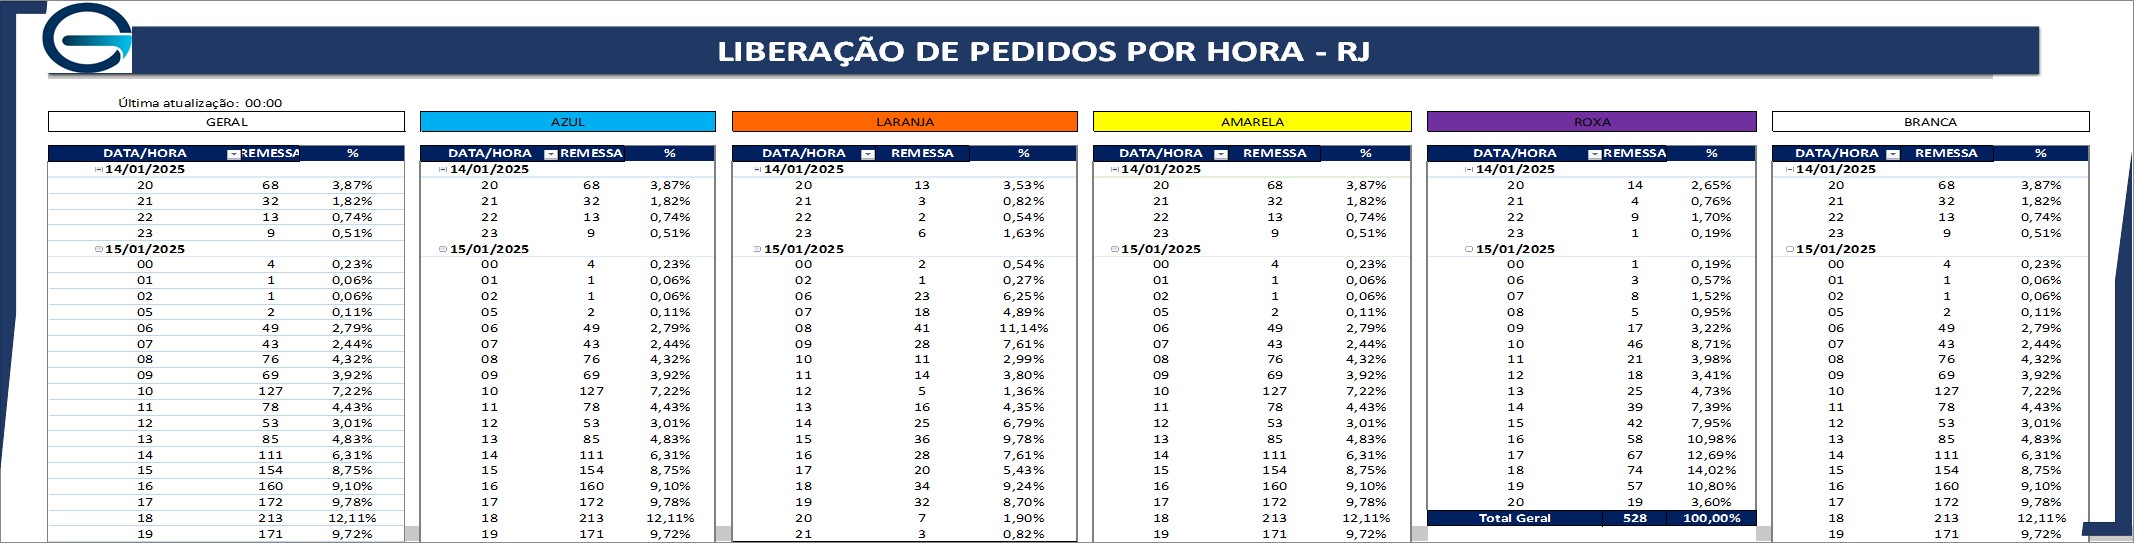 LIBERAÇÃO DE PEDIDOS POR HORA - RJ
Última atualização: 00:00
GERAL AZUL LARANJA AMARELA ROXA BRANCA
DATA/HORA REMESSA % DATA/HORA REMESSA % DATA/HORA REMESSA % DATA/HORA REMESSA % DATA/HORA REMESSA % DATA/HORA REMESSA %
14/01/2025 14/01/2025 14/01/2025 14/01/2025 14/01/2025 14/01/2025
20 68 3,87% 20 68 3,87% 20 13 3,53% 20 68 3,87% 20 14 2,65% 20 68 3,87%
21 32 1,82% 21 32 1,82% 21 3 0,82% 21 32 1,82% 21 4 0,76% 21 32 1,82%
22 13 0,74% 22 13 0,74% 22 2 0,54% 22 13 0,74% 22 9 1,70% 22 13 0,74%
23 9 0,51% 23 9 0,51% 23 6 1,63% 23 9 0,51% 23 1 0,19% 23 9 0,51%
15/01/2025 15/01/2025 15/01/2025 15/01/2025 15/01/2025 15/01/2025
00 4 0,23% 00 4 0,23% 00 2 0,54% 00 4 0,23% 00 1 0,19% 00 4 0,23%
01 1 0,06% 01 1 0,06% 02 1 0,27% 01 1 0,06% 06 3 0,57% 01 1 0,06%
02 1 0,06% 02 1 0,06% 06 23 6,25% 02 1 0,06% 07 8 1,52% 02 1 0,06%
05 2 0,11% 05 2 0,11% 07 18 4,89% 05 2 0,11% 08 5 0,95% 05 2 0,11%
06 49 2,79% 06 49 2,79% 08 41 11,14% 06 49 2,79% 09 17 3,22% 06 49 2,79%
07 43 2,44% 07 43 2,44% 09 28 7,61% 07 43 2,44% 10 46 8,71% 07 43 2,44%
08 76 4,32% 08 76 4,32% 10 11 2,99% 08 76 4,32% 11 21 3,98% 08 76 4,32%
09 69 3,92% 09 69 3,92% 11 14 3,80% 09 69 3,92% 12 18 3,41% 09 69 3,92%
10 127 7,22% 10 127 7,22% 12 5 1,36% 10 127 7,22% 13 25 4,73% 10 127 7,22%
11 78 4,43% 11 78 4,43% 13 16 4,35% 11 78 4,43% 14 39 7,39% 11 78 4,43%
12 53 3,01% 12 53 3,01% 14 25 6,79% 12 53 3,01% 15 42 7,95% 12 53 3,01%
13 85 4,83% 13 85 4,83% 15 36 9,78% 13 85 4,83% 16 58 10,98% 13 85 4,83%
14 111 6,31% 14 111 6,31% 16 28 7,61% 14 111 6,31% 17 67 12,69% 14 111 6,31%
15 154 8,75% 15 154 8,75% 17 20 5,43% 15 154 8,75% 18 74 14,02% 15 154 8,75%
16 160 9,10% 16 160 9,10% 18 34 9,24% 16 160 9,10% 19 57 10,80% 16 160 9,10%
17 172 9,78% 17 172 9,78% 19 32 8,70% 17 172 9,78% 20 19 3,60% 17 172 9,78%
18 213 12,11% 18 213 12,11% 20 7 1,90% 18 213 12,11% Total Geral 528 100,00% 18 213 12,11%
19 171 9,72% 19 171 9,72% 21 3 0,82% 19 171 9,72% 19 171 9,72%